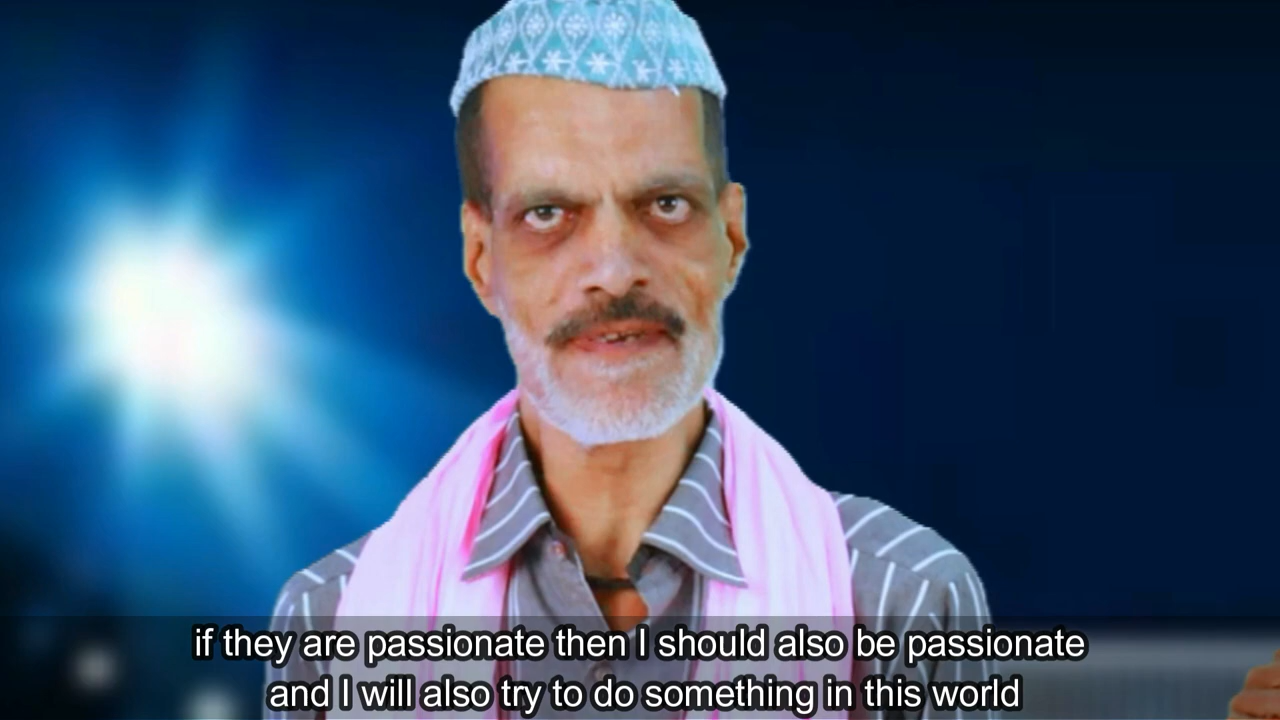 if they are passionate then I should also be passionate
and I will also try to do something in this world